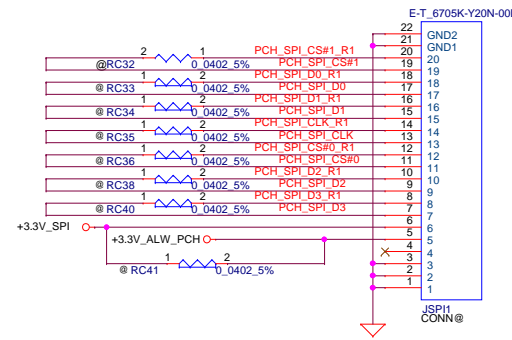 E-T_6705K-Y20N-00
22 GND2
21 GND1
2 1 PCH_SPI_CS#1_R1 20 20
@RC32 0_0402_5% PCH_SPI_CS#1 19 19
1 2 PCH_SPI_D0_R1 18 18
@ RC33 0_0402_5% PCH_SPI_D0 17 17
1 2 PCH_SPI_D1_R1 16 16
@ RC34 0_0402_5% PCH_SPI_D1 15 15
1 2 PCH_SPI_CLK_R1 14 14
@ RC35 0_0402_5% PCH_SPI_CLK 13 13
1 2 PCH_SPI_CS#0_R1 12 12
@ RC36 0_0402_5% PCH_SPI_CS#0 11 11
1 2 PCH_SPI_D2_R1 10 10
@ RC38 0_0402_5% PCH_SPI_D2 9 9
1 2 PCH_SPI_D3_R1 8 8
@ RC40 0_0402_5% PCH_SPI_D3 7 7
+3.3V_SPI 6 6
+3.3V_ALW_PCH 5 5
4 4
1 2 3 3
@ RC41 0_0402_5% 2 2
1 1
JSPI1
CONN@